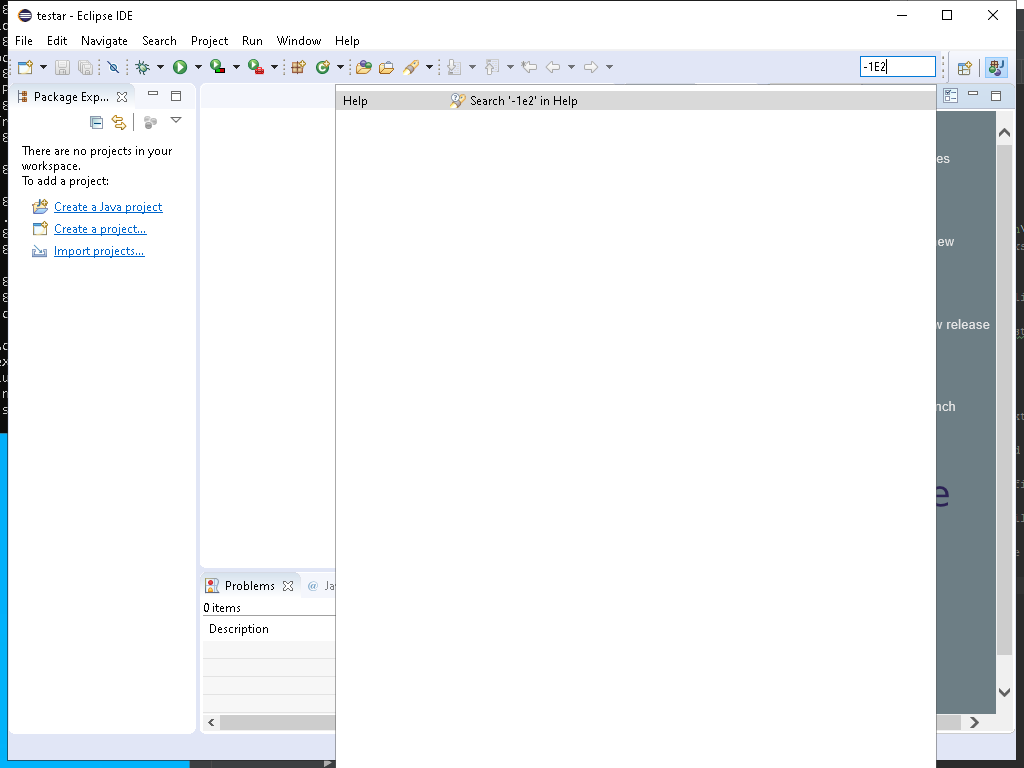 testar - Eclipse IDE
File Edit Navigate Search Project Run Window Help
-1E2
Package Exp...
Help Search '-1e2' in Help
There are no projects in your
workspace.
To add a project:
Create a Java project
Create a project...
Import projects...
es
ew
w release
nch
e
Problems @ Ja
0 items
Description